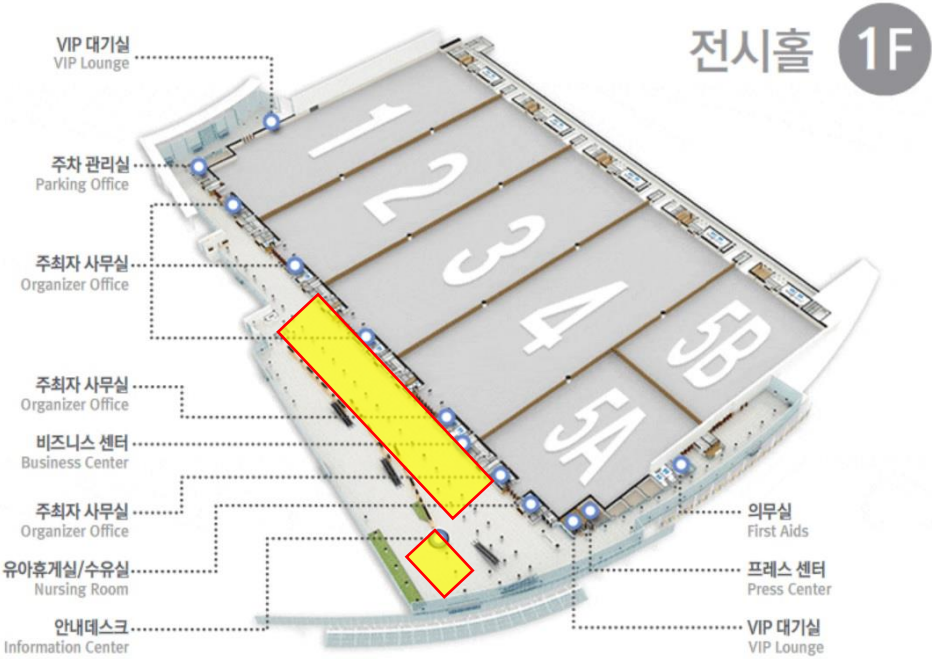 전시홀 1F
VIP 대기실
VIP Lounge
주차 관리실
Parking Office
주최자 사무실
Organizer Office
주최자 사무실
Organizer Office
비즈니스 센터
Business Center
주최자 사무실
Organizer Office
유아휴게실/수유실
Nursing Room
안내데스크
Information Center
1
2
3
4
5B
5A
의무실
First Aids
프레스 센터
Press Center
VIP 대기실
VIP Lounge